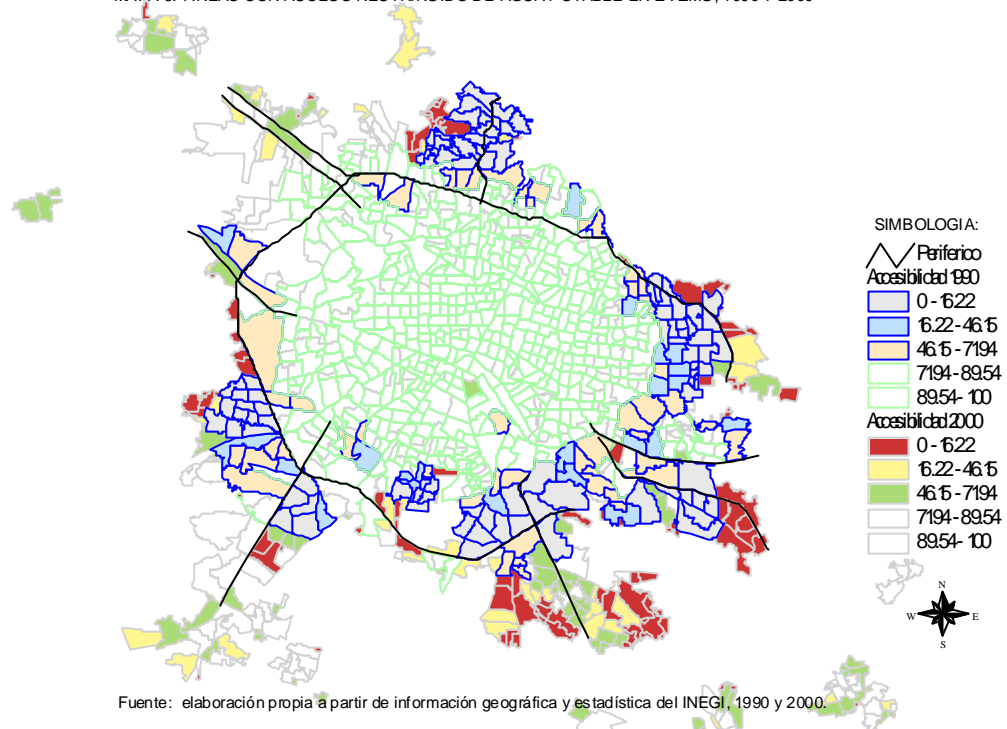 SIMBOLOGIA:
Periferico
Accesibilidad 1990
0 - 16.22
16.22 - 46.15
46.15 - 71.94
71.94 - 89.54
89.54 - 100
Accesibilidad 2000
0 - 16.22
16.22 - 46.15
46.15 - 71.94
71.94 - 89.54
89.54 - 100
N
W E
S
Fuente: elaboración propia a partir de información geográfica y estadística del INEGI, 1990 y 2000.